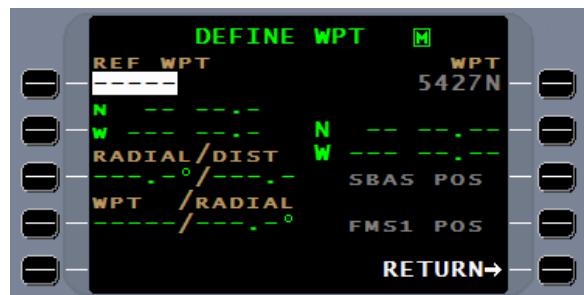 DEFINE WPT M
REF WPT WPT
----- 5427N
N -- --.-
W --- --.- N -- --.--
RADIAL/DIST W --- --.--
---.-°/---.- SBAS POS
WPT /RADIAL
-----/---.-° FMS1 POS
RETURN→